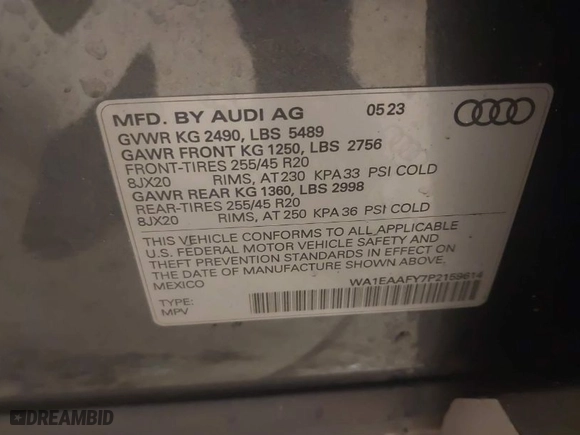 MFD. BY AUDI AG 05 23
GVWR KG 2490, LBS 5489
GAWR FRONT KG 1250, LBS 2756
FRONT-TIRES 255/45 R20
8JX20 RIMS, AT 230 KPA 33 PSI COLD
GAWR REAR KG 1360, LBS 2998
REAR-TIRES 255/45 R20
8JX20 RIMS, AT 250 KPA 36 PSI COLD
THIS VEHICLE CONFORMS TO ALL APPLICABLE
U.S. FEDERAL MOTOR VEHICLE SAFETY AND
THEFT PREVENTION STANDARDS IN EFFECT ON
THE DATE OF MANUFACTURE SHOWN ABOVE.
MEXICO
WA1EAAFY7P2159614
TYPE:
MPV
DREAMBID